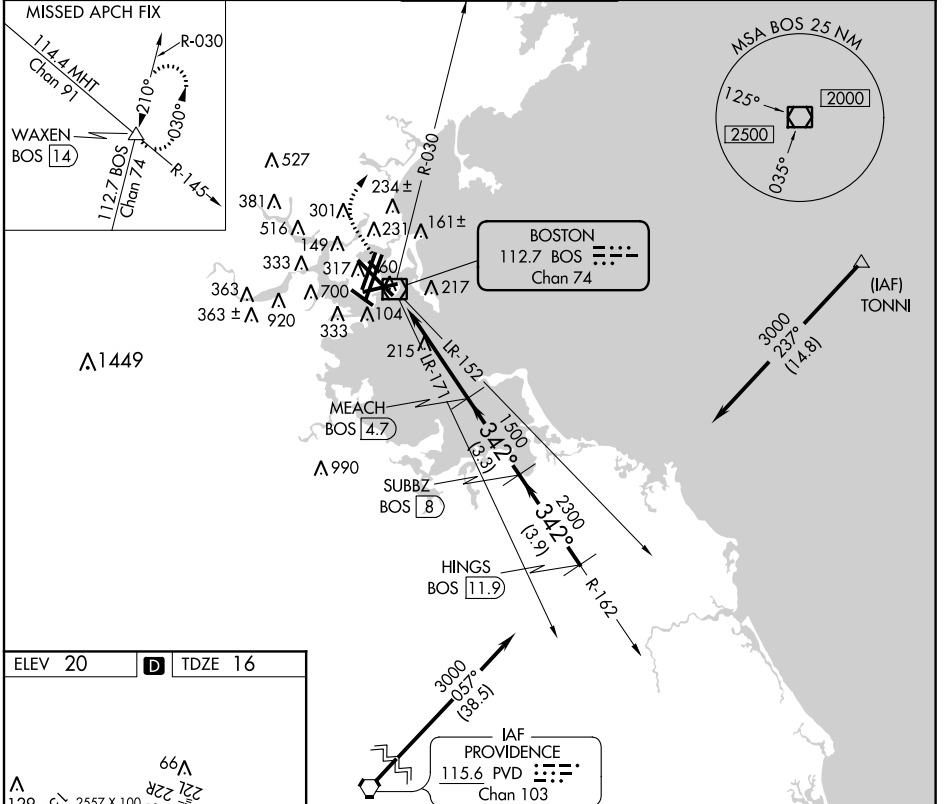 MISSED APCH FIX
114.4 MHT
Chan 91
R-030
210°
030°
WAXEN
BOS 14
112.7 BOS
Chan 74
R-145
MSA BOS 25 NM
125°
2000
2500
035°
527
381
516
301
234 ±
231
161±
149
333
317
60
363
700
217
363 ±
920
333
104
1449
215
990
R-030
BOSTON
112.7 BOS
Chan 74
(IAF)
TONNI
3000
237°
(14.8)
LR-152
LR-171
MEACH
BOS 4.7
1500
342°
(3.3)
SUBBZ
BOS 8
2300
342°
(3.9)
HINGS
BOS 11.9
R-162
3000
057°
(38.5)
IAF
PROVIDENCE
115.6 PVD
Chan 103
ELEV 20
D
TDZE 16
66
22L
22R
129
2557 X 100